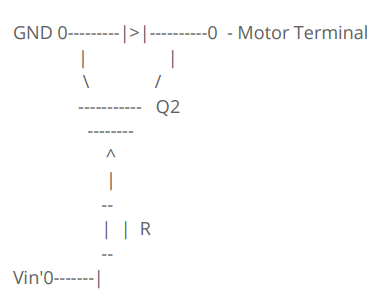 GND 0---------|>|----------0 - Motor Terminal
| |
\ /
----------- Q2
--------
^
|
--
| | R
--
Vin'0-------|